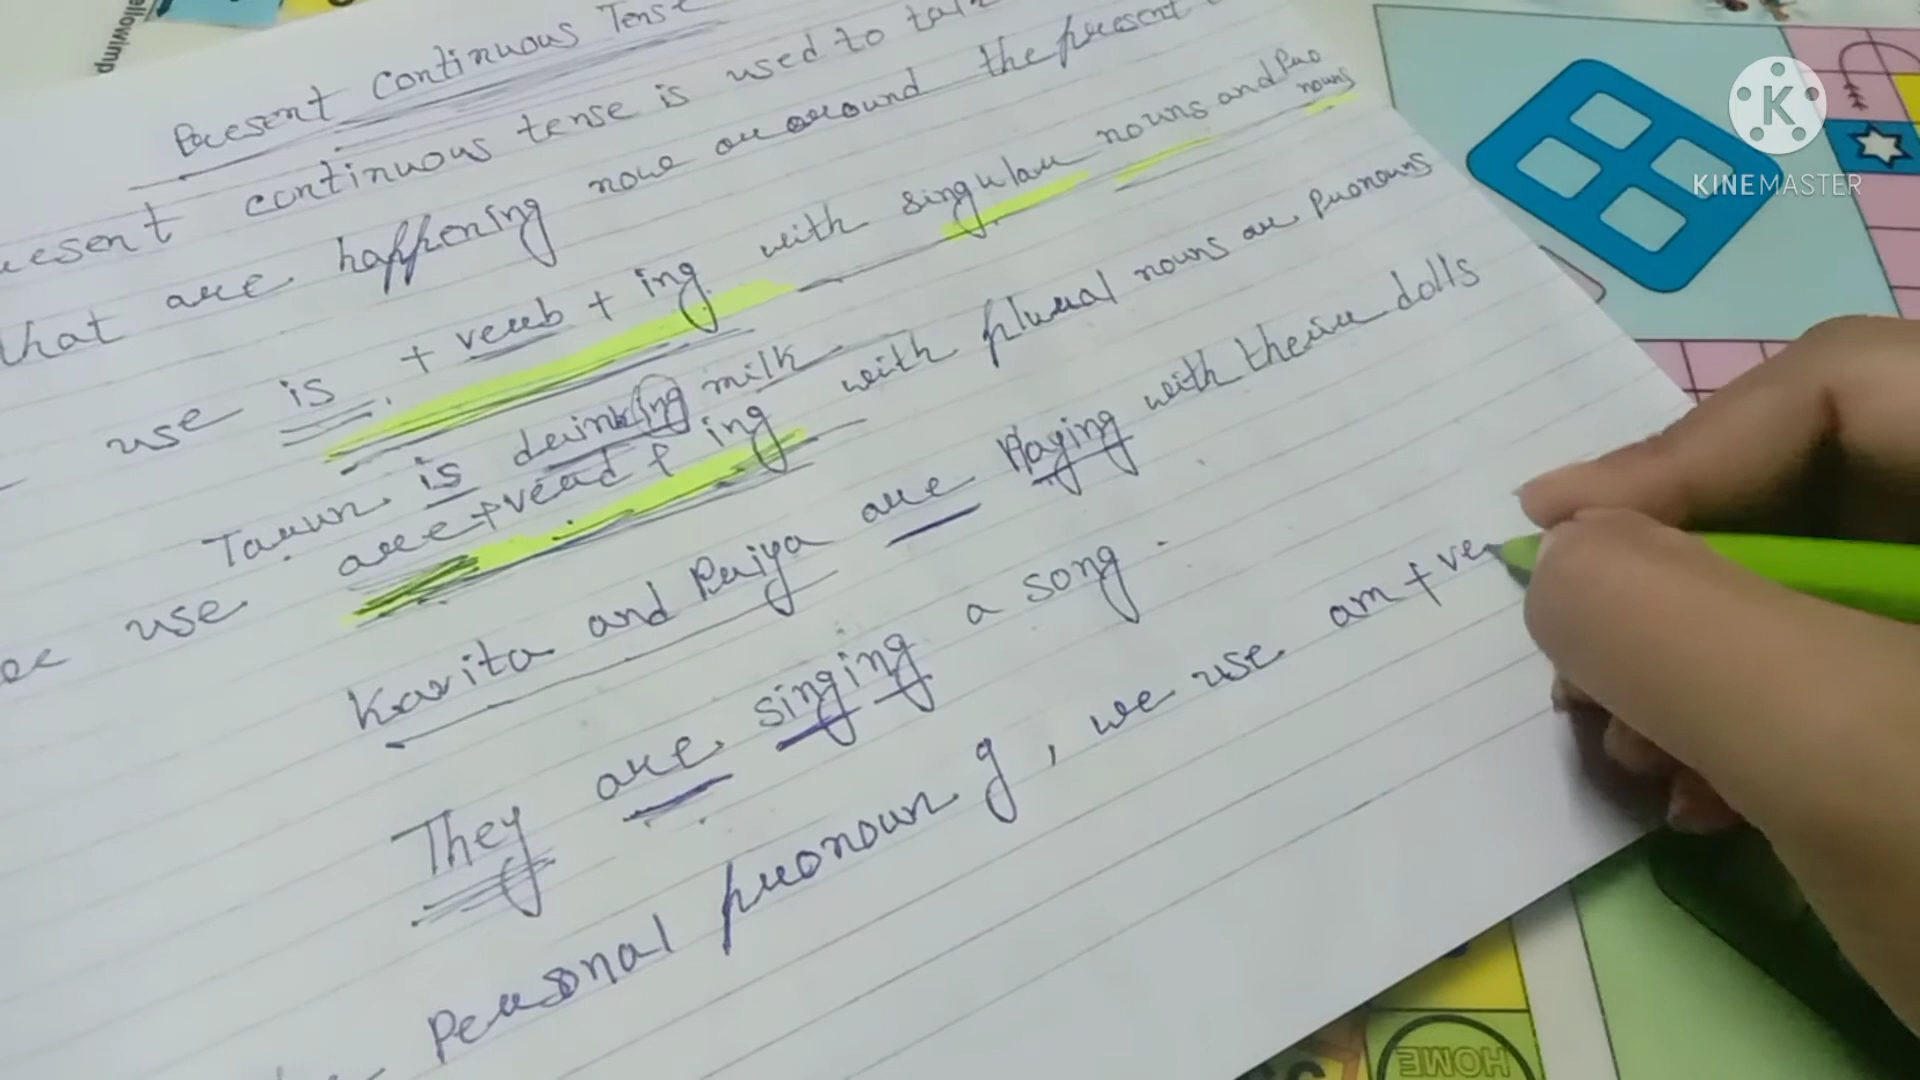 Present Continuous Tense
continuous tense is used to
that are happening now or around the present
use is + verb + ing with singular nouns and Pro
nouns
Tarun is drinking milk
use are + verb + ing with plural nouns are pronouns
Kavita and Priya are Playing with their dolls
They are singing a song.
Personal pronoun I, we use am + ve
KINEMASTER
HOME